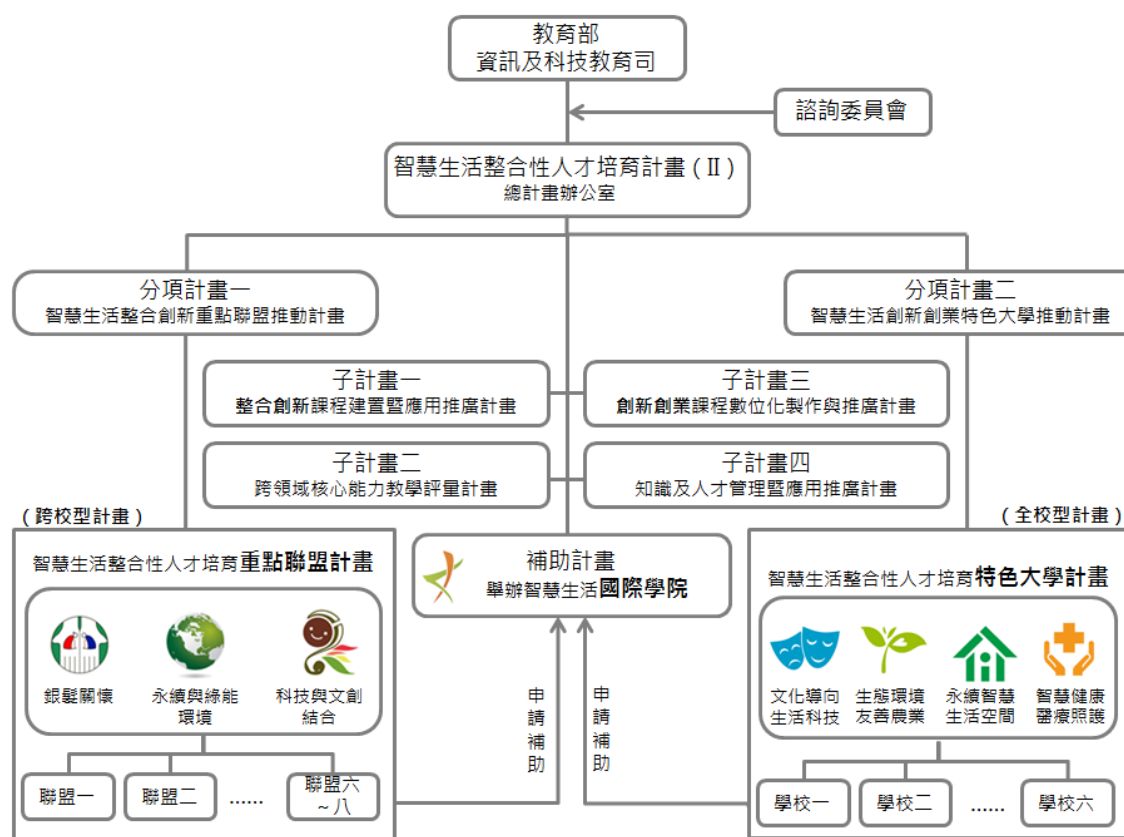 教育部
資訊及科技教育司
諮詢委員會
智慧生活整合性人才培育計畫(II)
總計畫辦公室
分項計畫一
智慧生活整合創新重點聯盟推動計畫
分項計畫二
智慧生活創新創業特色大學推動計畫
子計畫一
整合創新課程建置暨應用推廣計畫
子計畫三
創新創業課程數位化製作與推廣計畫
子計畫二
跨領域核心能力教學評量計畫
子計畫四
知識及人才管理暨應用推廣計畫
(跨校型計畫)
(全校型計畫)
智慧生活整合性人才培育重點聯盟計畫
銀髮關懷
永續與綠能
環境
科技與文創
結合
聯盟一
聯盟二
......
聯盟六
~八
補助計畫
舉辦智慧生活國際學院
申請補助
申請補助
智慧生活整合性人才培育特色大學計畫
文化導向
生活科技
生態環境
友善農業
永續智慧
生活空間
智慧健康
醫療照護
學校一
學校二
......
學校六